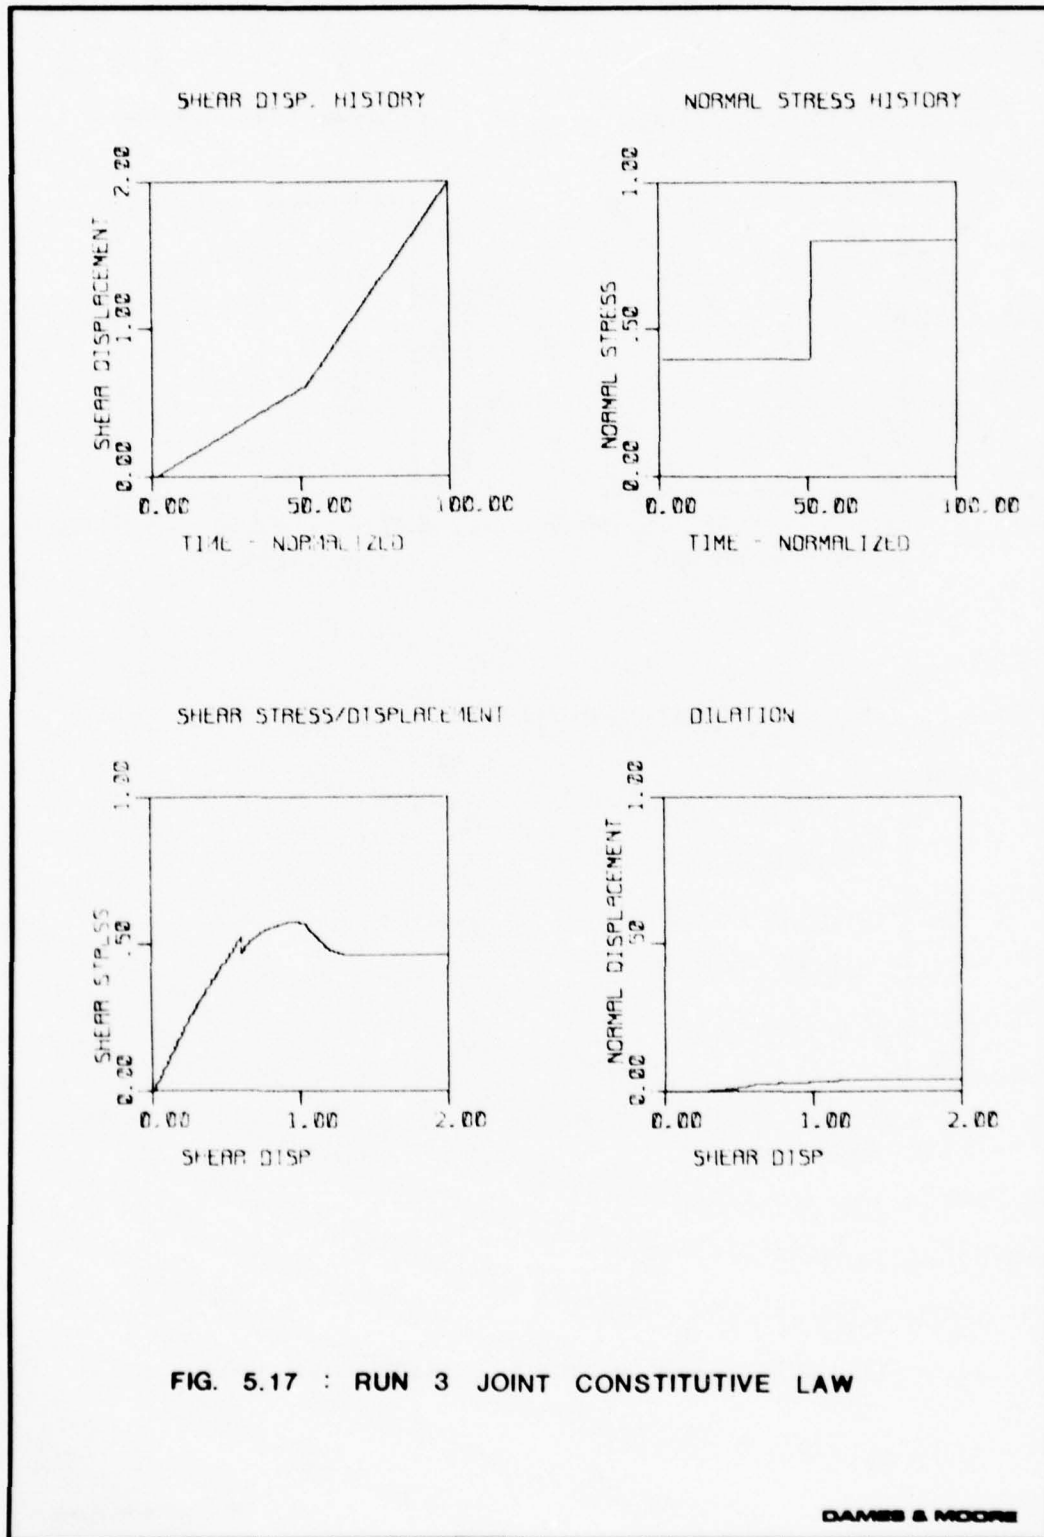 SHEAR DISP. HISTORY
2.00
1.00
0.00
SHEAR DISPLACEMENT
0.00 50.00 100.00
TIME - NORMALIZED
NORMAL STRESS HISTORY
1.00
.50
0.00
NORMAL STRESS
0.00 50.00 100.00
TIME - NORMALIZED
SHEAR STRESS/DISPLACEMENT
1.00
.50
0.00
SHEAR STRESS
0.00 1.00 2.00
SHEAR DISP
DILATION
1.00
.50
0.00
NORMAL DISPLACEMENT
0.00 1.00 2.00
SHEAR DISP
FIG. 5.17 : RUN 3 JOINT CONSTITUTIVE LAW
DAMES & MOORE